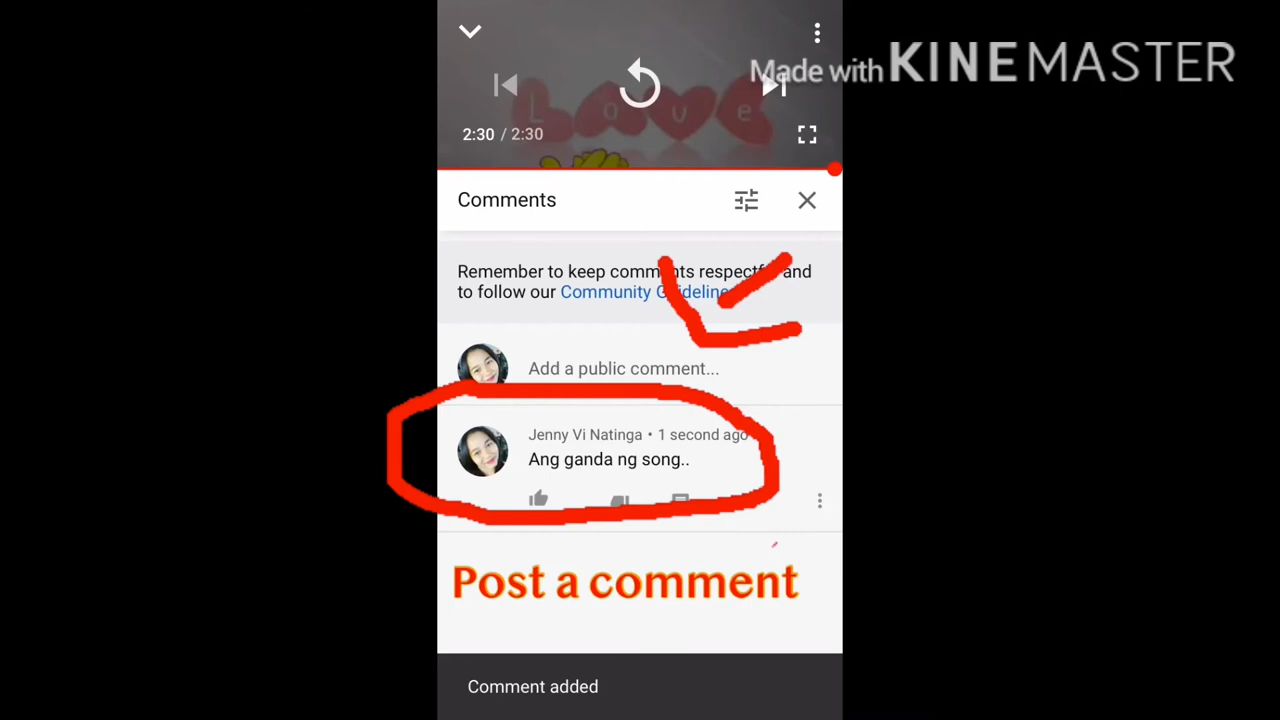 Made with KINEMASTER
Love
2:30 / 2:30
Comments
Remember to keep comments respectful and
to follow our Community Guidelines
Add a public comment...
Jenny Vi Natinga • 1 second ago
Ang ganda ng song..
Post a comment
Comment added